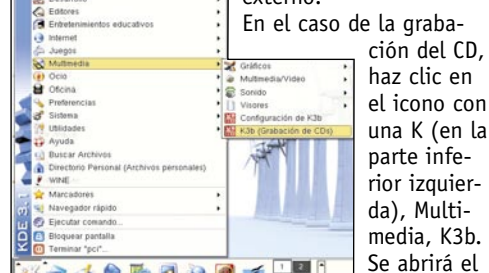 externo.
En el caso de la graba-
ción del CD,
haz clic en
el icono con
una K (en la
parte infe-
rior izquier-
da), Multi-
media, K3b.
Se abrirá el
Editores
Entretenimientos educativos
Internet
Juegos
Multimedia
Ocio
Oficina
Preferencias
Sistema
Utilidades
Ayuda
Buscar Archivos
Directorio Personal (Archivos personales)
WINE
Marcadores
Navegador rápido
Ejecutar comando...
Bloquear pantalla
Terminar "pci"...
KDE 3.1
Gráficos
Multimedia/Video
Sonido
Visores
Configuración de K3b
K3b (Grabación de CDs)
1 2